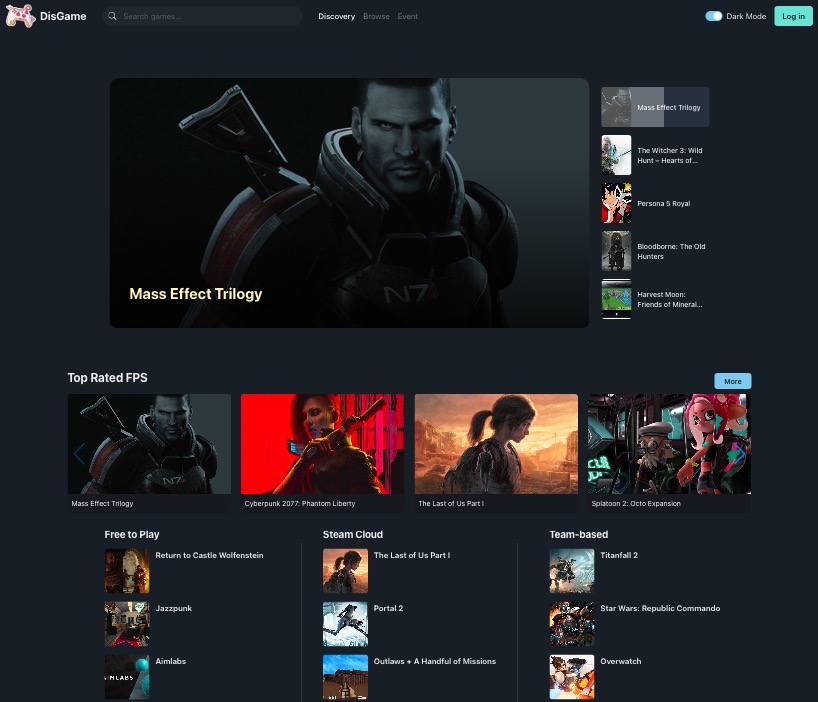 DisGame
Search games...
Discovery Browse Event
Dark Mode
Log in
N7
Mass Effect Trilogy
Mass Effect Trilogy
The Witcher 3: Wild
Hunt – Hearts of...
Persona 5 Royal
Bloodborne: The Old
Hunters
Harvest Moon:
Friends of Mineral...
Top Rated FPS
More
N7
Mass Effect Trilogy
Cyberpunk 2077: Phantom Liberty
The Last of Us Part I
Splatoon 2: Octo Expansion
Free to Play
Steam Cloud
Team-based
Return to Castle Wolfenstein
The Last of Us Part I
Titanfall 2
Jazzpunk
Portal 2
Star Wars: Republic Commando
Aimlabs
Outlaws + A Handful of Missions
Overwatch
AIMLABS